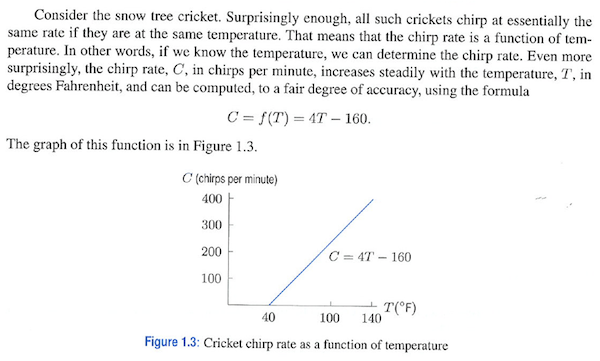 Consider the snow tree cricket. Surprisingly enough, all such crickets chirp at essentially the
same rate if they are at the same temperature. That means that the chirp rate is a function of tem-
perature. In other words, if we know the temperature, we can determine the chirp rate. Even more
surprisingly, the chirp rate, C, in chirps per minute, increases steadily with the temperature, T, in
degrees Fahrenheit, and can be computed, to a fair degree of accuracy, using the formula
C = f(T) = 4T − 160.
The graph of this function is in Figure 1.3.
C (chirps per minute)
400
300
200
C = 4T − 160
100
T(°F)
40 100 140
Figure 1.3: Cricket chirp rate as a function of temperature